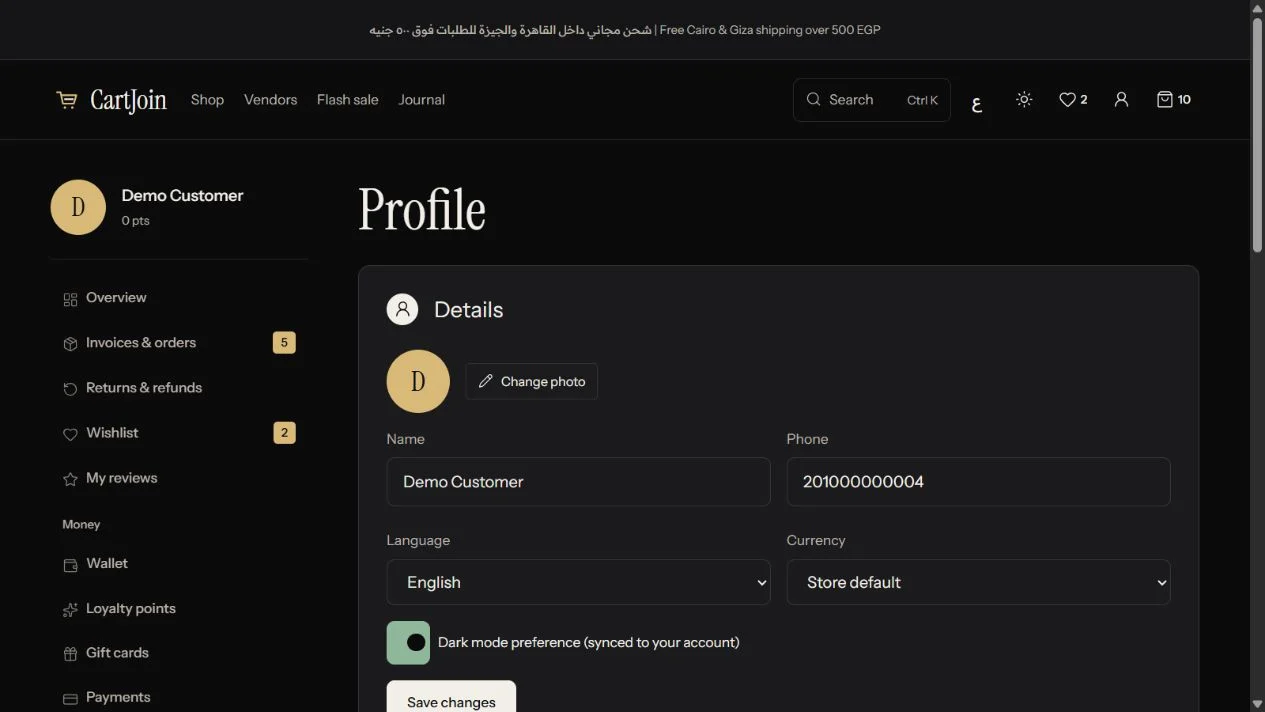 شحن مجاني داخل القاهرة والجيزة للطلبات فوق ٥٠٠ جنيه | Free Cairo & Giza shipping over 500 EGP
CartJoin Shop Vendors Flash sale Journal Search Ctrl K ع 2 10
D Demo Customer
0 pts
Overview
Invoices & orders 5
Returns & refunds
Wishlist 2
My reviews
Money
Wallet
Loyalty points
Gift cards
Payments
Profile
Details
D Change photo
Name Phone
Demo Customer 201000000004
Language Currency
English Store default
Dark mode preference (synced to your account)
Save changes